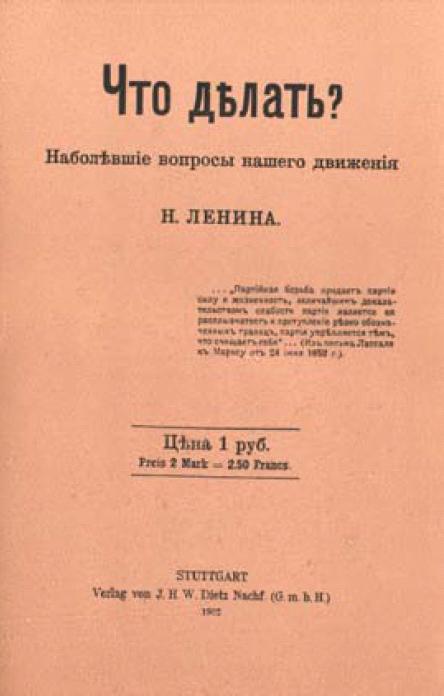 Что дѣлать?
Наболѣвшіе вопросы нашего движенія
Н. ЛЕНИНА.
... „Партійная борьба придаетъ партіи
силу и жизненность, величайшимъ доказа-
тельствомъ слабости партіи является ея
расплывчатость и притупленіе рѣзко обозна-
ченныхъ границъ, партія укрѣпляется тѣмъ,
что очищаетъ себя“ ... (Изъ письма Лассаля
къ Марксу отъ 24 іюня 1852 г.).
Цѣна 1 руб.
Preis 2 Mark = 2.50 Francs.
STUTTGART
Verlag von J. H. W. Dietz Nachf. (G. m. b. H.)
1902